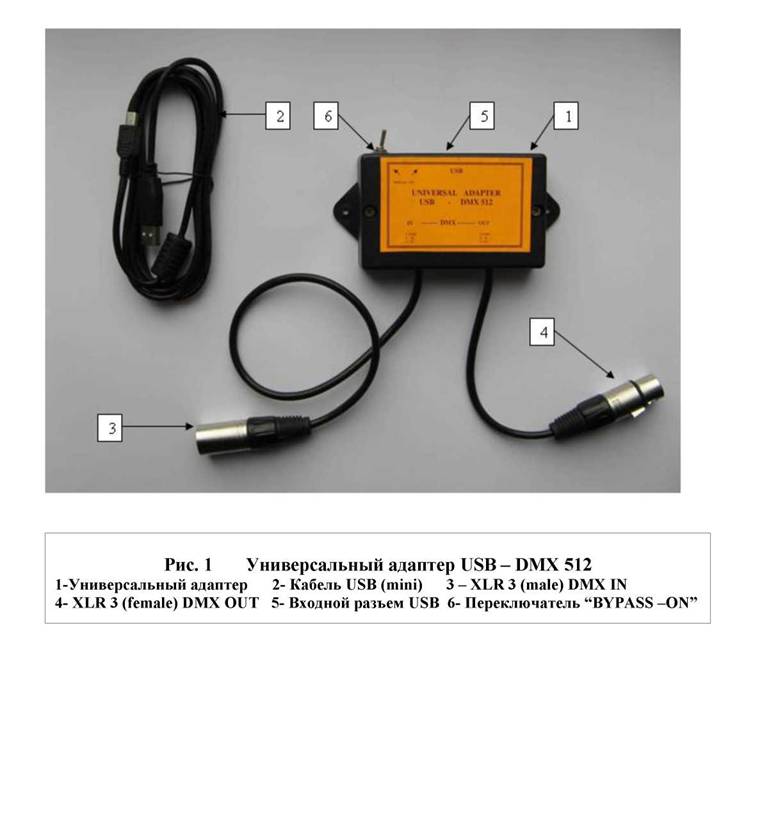 2
6
5
1
USB
UNIVERSAL ADAPTER
USB - DMX 512
IN DMX OUT
4
3
Рис. 1 Универсальный адаптер USB – DMX 512
1-Универсальный адаптер 2- Кабель USB (mini) 3 – XLR 3 (male) DMX IN
4- XLR 3 (female) DMX OUT 5- Входной разъем USB 6- Переключатель “BYPASS –ON”